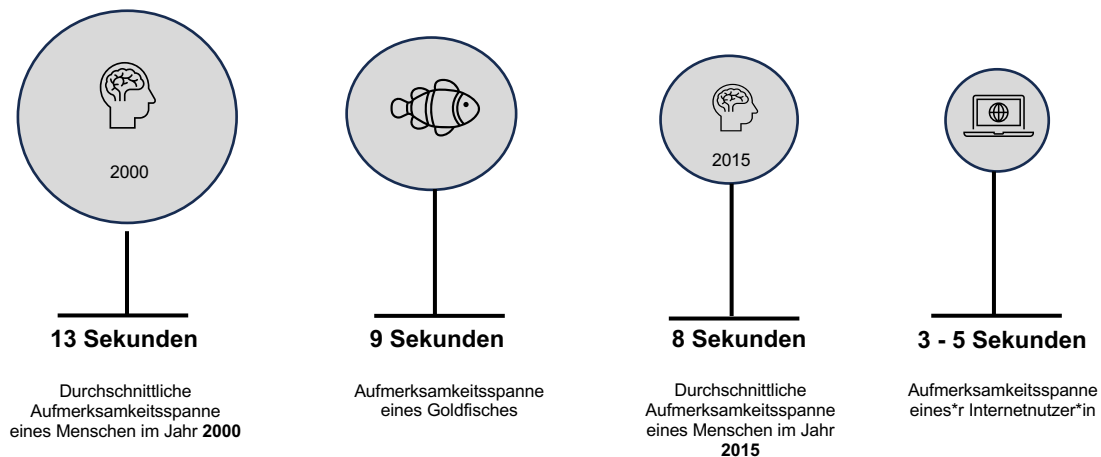 2000
13 Sekunden
Durchschnittliche
Aufmerksamkeitsspanne
eines Menschen im Jahr 2000
9 Sekunden
Aufmerksamkeitsspanne
eines Goldfisches
2015
8 Sekunden
Durchschnittliche
Aufmerksamkeitsspanne
eines Menschen im Jahr
2015
3 - 5 Sekunden
Aufmerksamkeitsspanne
eines*r Internetnutzer*in